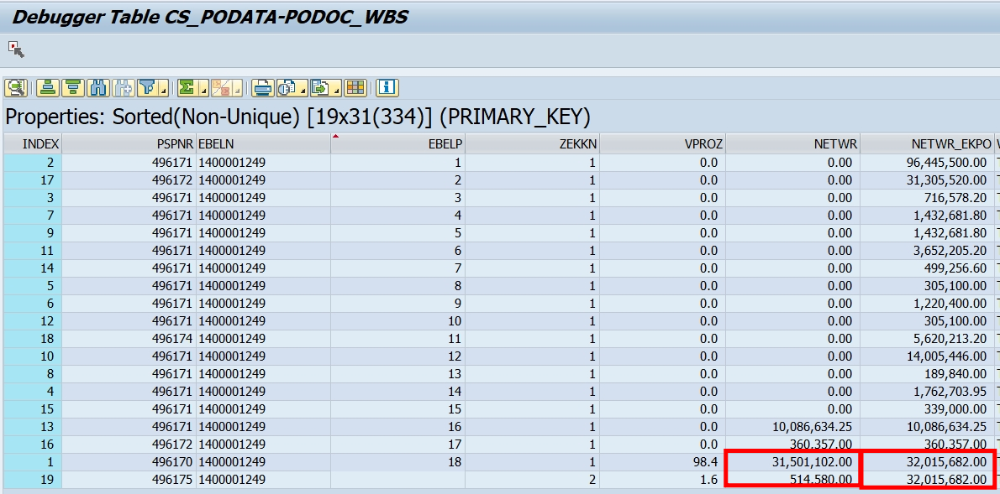 Debugger Table CS_PODATA-PODOC_WBS
Properties: Sorted(Non-Unique) [19x31(334)] (PRIMARY_KEY)
INDEX PSPNR EBELN EBELP ZEKKN VPROZ NETWR NETWR_EKPO
2 496171 1400001249 1 1 0.0 0.00 96,445,500.00
17 496172 1400001249 2 1 0.0 0.00 31,305,520.00
3 496171 1400001249 3 1 0.0 0.00 716,578.20
7 496171 1400001249 4 1 0.0 0.00 1,432,681.80
9 496171 1400001249 5 1 0.0 0.00 1,432,681.80
11 496171 1400001249 6 1 0.0 0.00 3,652,205.20
14 496171 1400001249 7 1 0.0 0.00 499,256.60
5 496171 1400001249 8 1 0.0 0.00 305,100.00
6 496171 1400001249 9 1 0.0 0.00 1,220,400.00
12 496171 1400001249 10 1 0.0 0.00 305,100.00
18 496174 1400001249 11 1 0.0 0.00 5,620,213.20
10 496171 1400001249 12 1 0.0 0.00 14,005,446.00
8 496171 1400001249 13 1 0.0 0.00 189,840.00
4 496171 1400001249 14 1 0.0 0.00 1,762,703.95
15 496171 1400001249 15 1 0.0 0.00 339,000.00
13 496171 1400001249 16 1 0.0 10,086,634.25 10,086,634.25
16 496172 1400001249 17 1 0.0 360,357.00 360,357.00
1 496170 1400001249 18 1 98.4 31,501,102.00 32,015,682.00
19 496175 1400001249 2 1.6 514,580.00 32,015,682.00